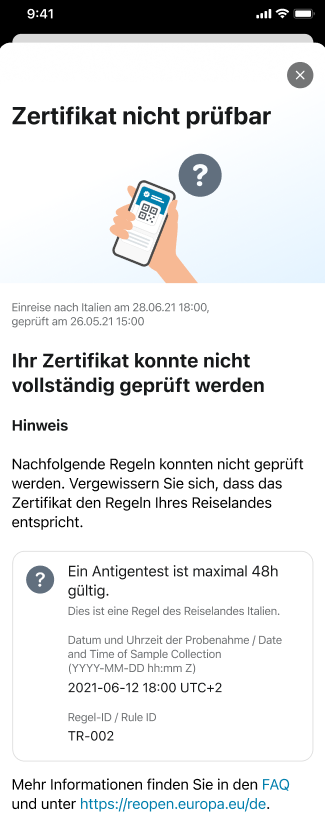 9:41
Zertifikat nicht prüfbar
?
Einreise nach Italien am 28.06.21 18:00,
geprüft am 26.05.21 15:00
Ihr Zertifikat konnte nicht
vollständig geprüft werden
Hinweis
Nachfolgende Regeln konnten nicht geprüft
werden. Vergewissern Sie sich, dass das
Zertifikat den Regeln Ihres Reiselandes
entspricht.
?
Ein Antigentest ist maximal 48h
gültig.
Dies ist eine Regel des Reiselandes Italien.
Datum und Uhrzeit der Probenahme / Date
and Time of Sample Collection
(YYYY-MM-DD hh:mm Z)
2021-06-12 18:00 UTC+2
Regel-ID / Rule ID
TR-002
Mehr Informationen finden Sie in den FAQ
und unter https://reopen.europa.eu/de.